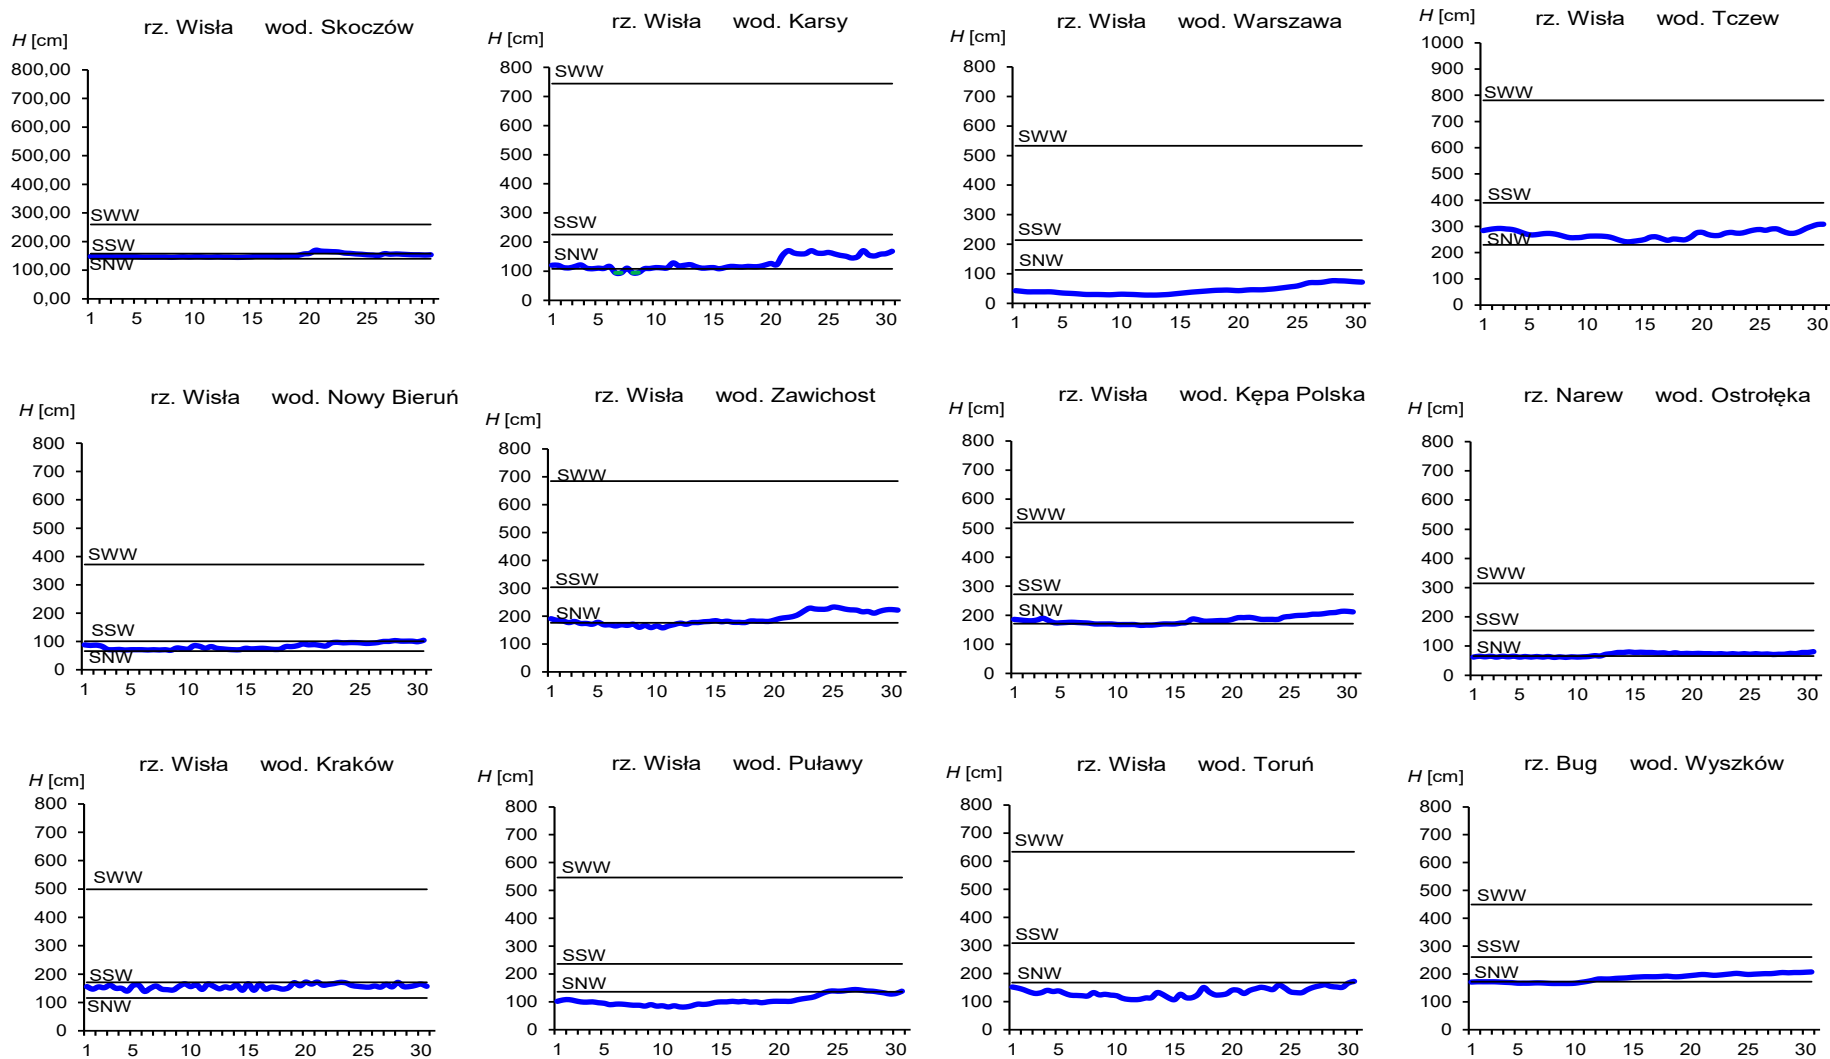 rz. Wisła wod. Skoczów
H [cm]
800,00
700,00
600,00
500,00
400,00
300,00
200,00
100,00
0,00
SWW
SSW
SNW
1 5 10 15 20 25 30
rz. Wisła wod. Karsy
H [cm]
800
700
600
500
400
300
200
100
0
SWW
SSW
SNW
1 5 10 15 20 25 30
rz. Wisła wod. Warszawa
H [cm]
800
700
600
500
400
300
200
100
0
SWW
SSW
SNW
1 5 10 15 20 25 30
rz. Wisła wod. Tczew
H [cm]
1000
900
800
700
600
500
400
300
200
100
0
SWW
SSW
SNW
1 5 10 15 20 25 30
rz. Wisła wod. Nowy Bieruń
H [cm]
800
700
600
500
400
300
200
100
0
SWW
SSW
SNW
1 5 10 15 20 25 30
rz. Wisła wod. Zawichost
H [cm]
800
700
600
500
400
300
200
100
0
SWW
SSW
SNW
1 5 10 15 20 25 30
rz. Wisła wod. Kępa Polska
H [cm]
800
700
600
500
400
300
200
100
0
SWW
SSW
SNW
1 5 10 15 20 25 30
rz. Narew wod. Ostrołęka
H [cm]
800
700
600
500
400
300
200
100
0
SWW
SSW
SNW
1 5 10 15 20 25 30
rz. Wisła wod. Kraków
H [cm]
800
700
600
500
400
300
200
100
0
SWW
SSW
SNW
1 5 10 15 20 25 30
rz. Wisła wod. Puławy
H [cm]
800
700
600
500
400
300
200
100
0
SWW
SSW
SNW
1 5 10 15 20 25 30
rz. Wisła wod. Toruń
H [cm]
800
700
600
500
400
300
200
100
0
SWW
SSW
SNW
1 5 10 15 20 25 30
rz. Bug wod. Wyszków
H [cm]
800
700
600
500
400
300
200
100
0
SWW
SSW
SNW
1 5 10 15 20 25 30